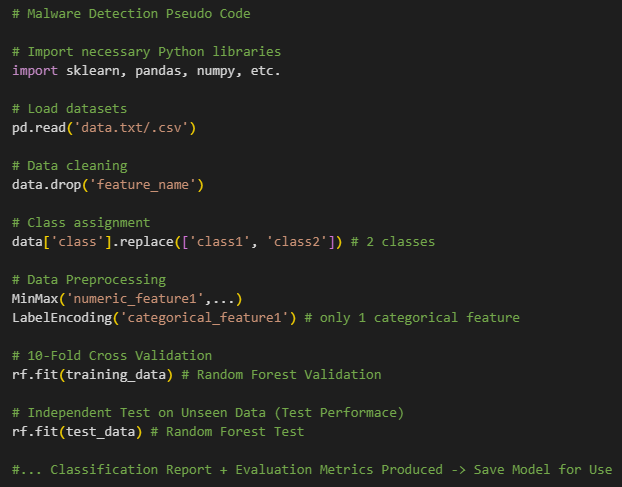 # Malware Detection Pseudo Code
# Import necessary Python libraries
import sklearn, pandas, numpy, etc.
# Load datasets
pd.read('data.txt/.csv')
# Data cleaning
data.drop('feature_name')
# Class assignment
data['class'].replace(['class1', 'class2']) # 2 classes
# Data Preprocessing
MinMax('numeric_feature1',...)
LabelEncoding('categorical_feature1') # only 1 categorical feature
# 10-Fold Cross Validation
rf.fit(training_data) # Random Forest Validation
# Independent Test on Unseen Data (Test Performace)
rf.fit(test_data) # Random Forest Test
#... Classification Report + Evaluation Metrics Produced -> Save Model for Use